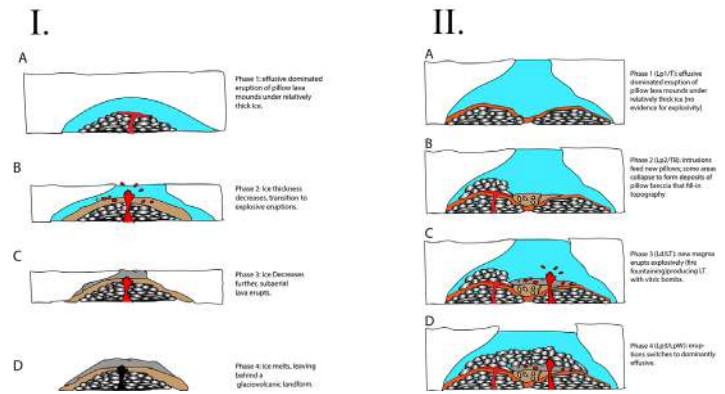 I.
A
Phase 1: effusive dominated
eruption of pillow lava
mounds under relatively
thick ice.
B
Phase 2: Ice thickness
decreases, transition to
explosive eruptions.
C
Phase 3: Ice Decreases
further, subaerial
lava erupts.
D
Phase 4: Ice melts, leaving
behind a
glaciovolcanic landform.
II.
A
Phase 1 (Lp1/T): effusive
dominated eruption of
pillow lava mounds under
relatively thick ice (no
evidence for explosivity)
B
Phase 2 (Lp2/TB): intrusions
feed new pillows; some areas
collapse to form deposits of
pillow breccia that fill-in
topography.
C
Phase 3 (Ld/LT): new magma
erupts explosively (fire
fountaining)producing LT
with vitric bombs.
D
Phase 4 (Lp3/LpW): erup-
tions switches to dominantly
effusive.